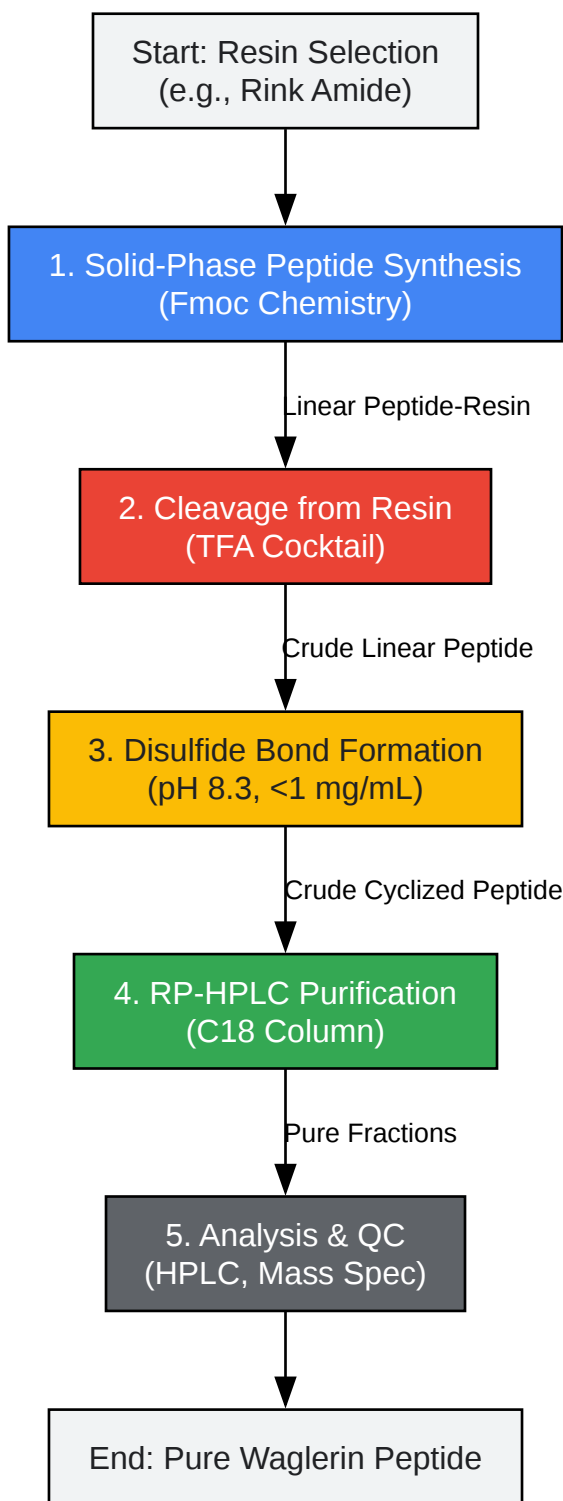 Start: Resin Selection
(e.g., Rink Amide)
1. Solid-Phase Peptide Synthesis
(Fmoc Chemistry)
Linear Peptide-Resin
2. Cleavage from Resin
(TFA Cocktail)
Crude Linear Peptide
3. Disulfide Bond Formation
(pH 8.3, <1 mg/mL)
Crude Cyclized Peptide
4. RP-HPLC Purification
(C18 Column)
Pure Fractions
5. Analysis & QC
(HPLC, Mass Spec)
End: Pure Waglerin Peptide